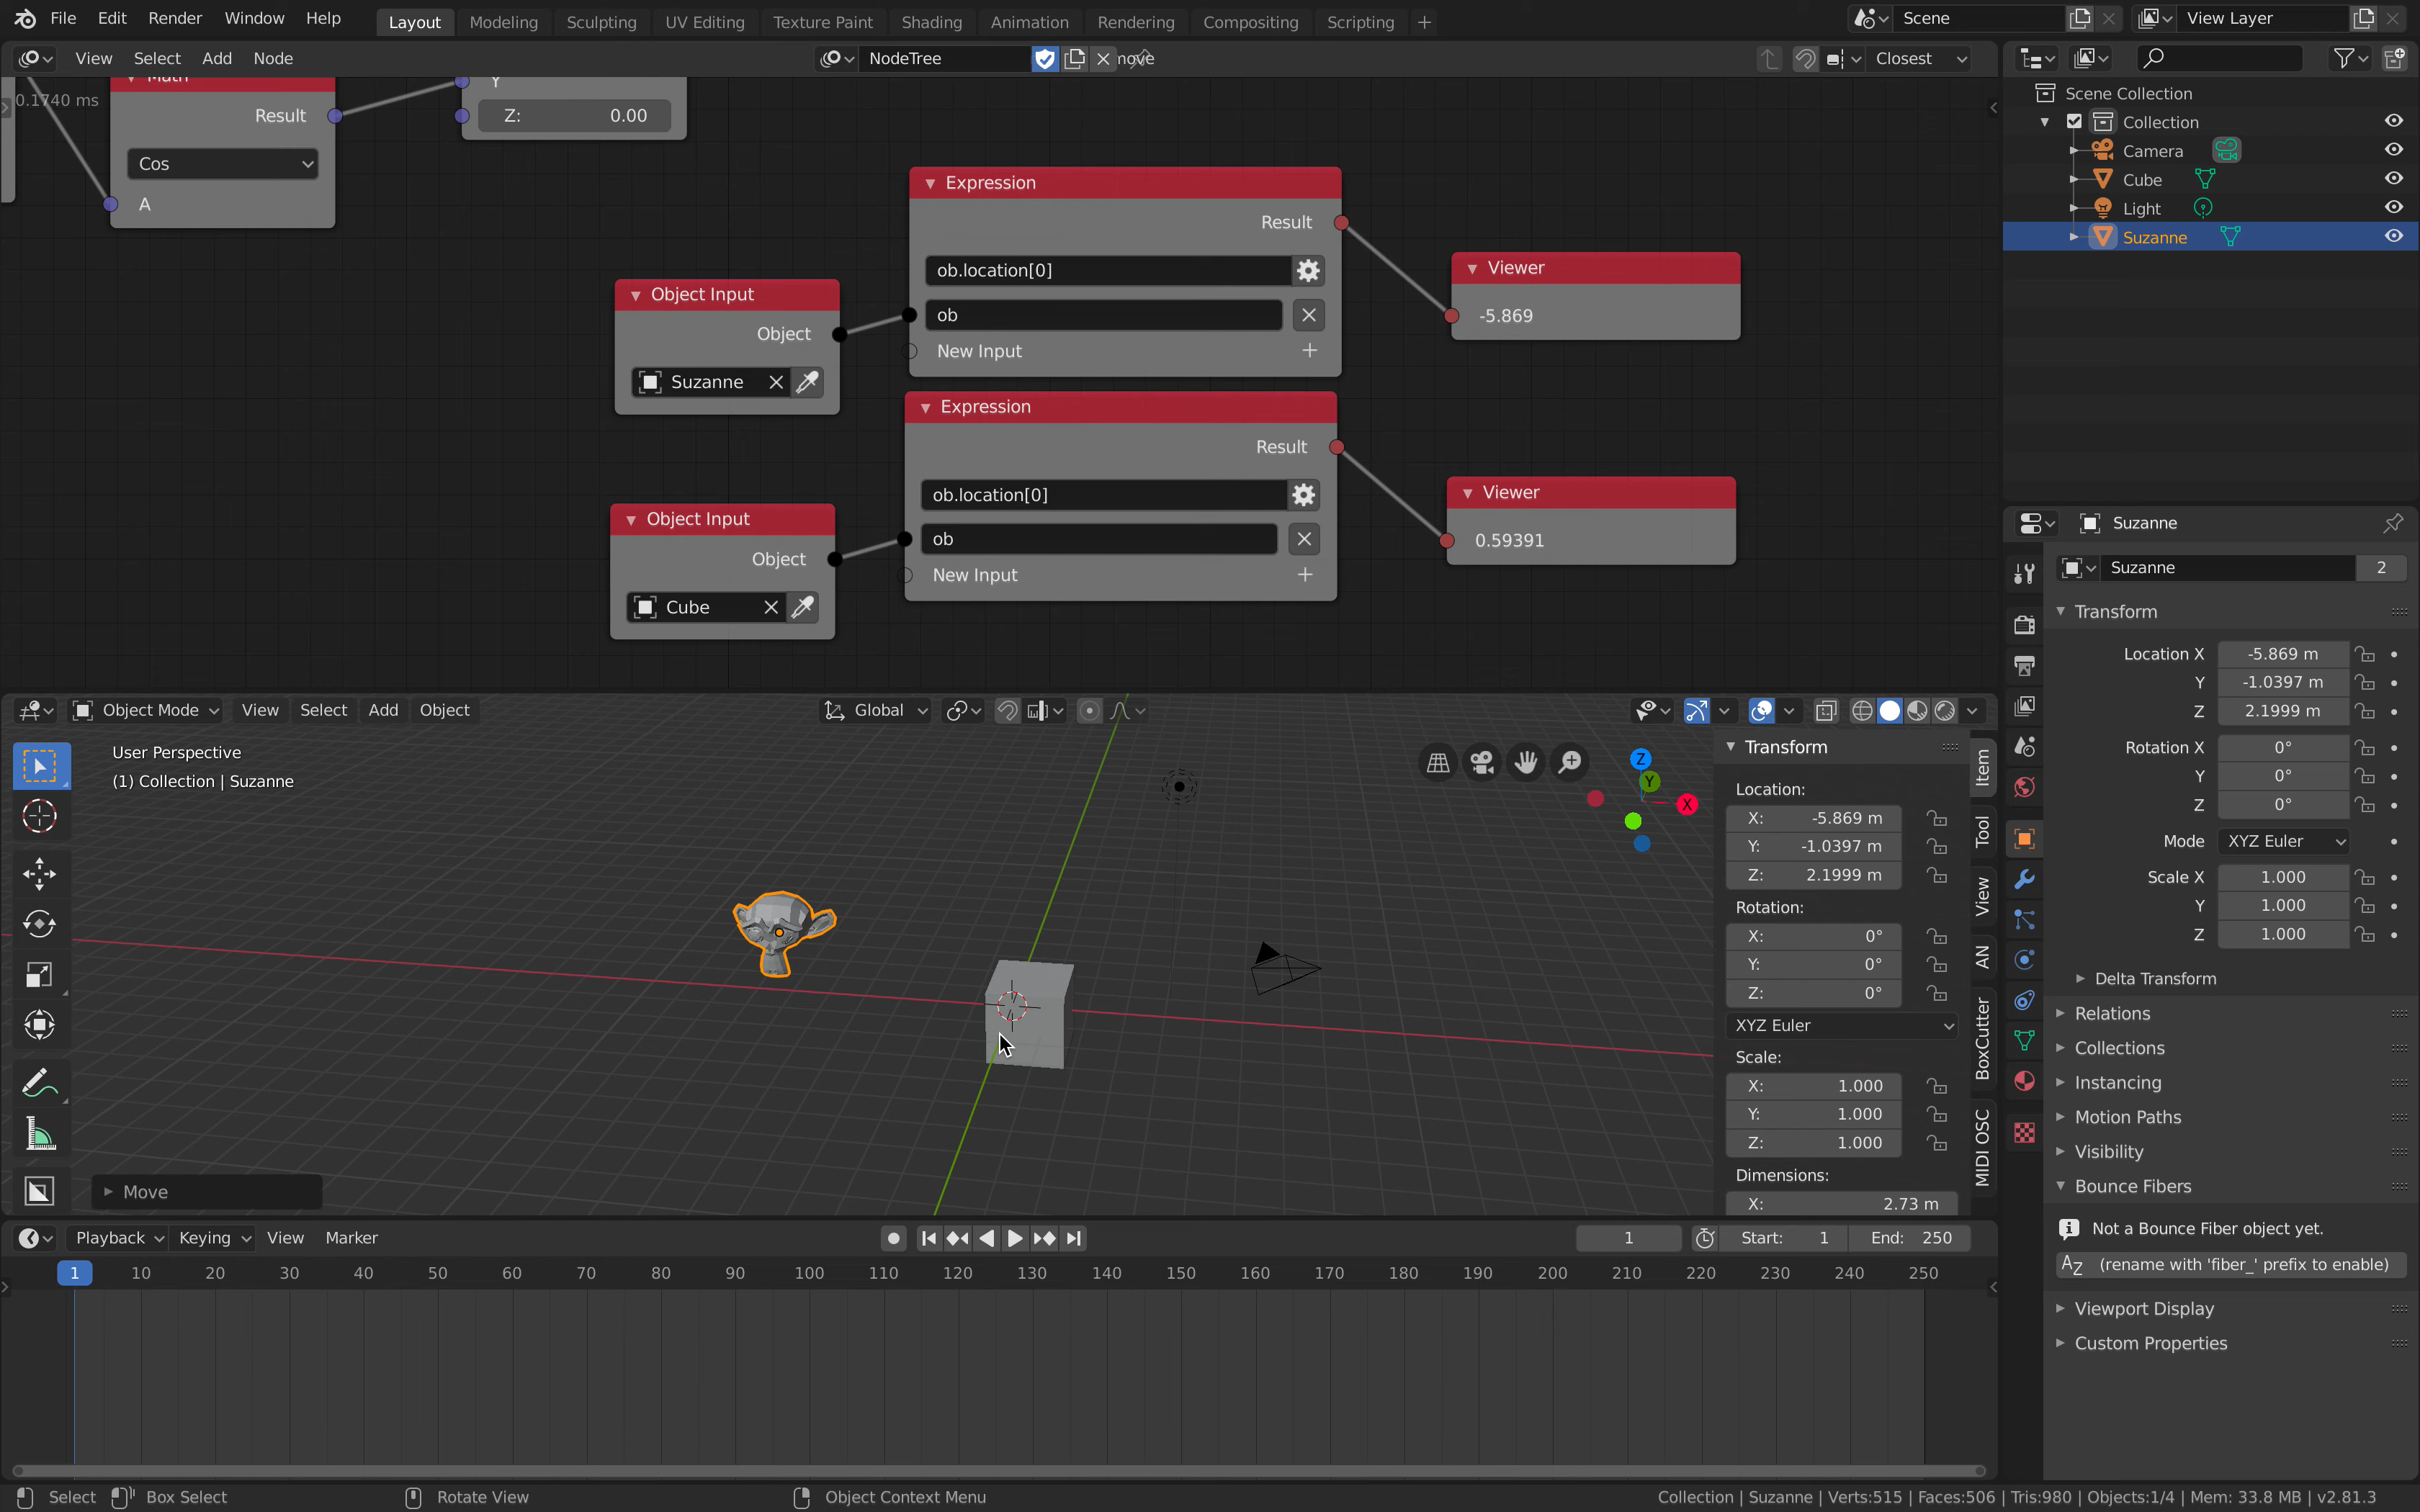 File Edit Render Window Help Layout Modeling Sculpting UV Editing Texture Paint Shading Animation Rendering Compositing Scripting + Scene View Layer
View Select Add Node NodeTree Closest
0.1740 ms
Math
Result
Cos
A
Y
Z: 0.00
Expression
Result
ob.location[0]
ob
New Input
Object Input
Object
Suzanne
Viewer
-5.869
Expression
Result
ob.location[0]
ob
New Input
Object Input
Object
Cube
Viewer
0.59391
Scene Collection
Collection
Camera
Cube
Light
Suzanne
Object Mode View Select Add Object Global
User Perspective
(1) Collection | Suzanne
Z
Y
X
Move
Transform
Location:
X: -5.869 m
Y: -1.0397 m
Z: 2.1999 m
Rotation:
X: 0°
Y: 0°
Z: 0°
XYZ Euler
Scale:
X: 1.000
Y: 1.000
Z: 1.000
Dimensions:
X: 2.73 m
Item
Tool
View
AN
BoxCutter
MIDI OSC
Suzanne
Suzanne 2
Transform
Location X -5.869 m
Y -1.0397 m
Z 2.1999 m
Rotation X 0°
Y 0°
Z 0°
Mode XYZ Euler
Scale X 1.000
Y 1.000
Z 1.000
Delta Transform
Relations
Collections
Instancing
Motion Paths
Visibility
Bounce Fibers
Not a Bounce Fiber object yet.
(rename with 'fiber_' prefix to enable)
Viewport Display
Custom Properties
Playback Keying View Marker 1 Start: 1 End: 250
1 10 20 30 40 50 60 70 80 90 100 110 120 130 140 150 160 170 180 190 200 210 220 230 240 250
Select Box Select Rotate View Object Context Menu Collection | Suzanne | Verts:515 | Faces:506 | Tris:980 | Objects:1/4 | Mem: 33.8 MB | v2.81.3